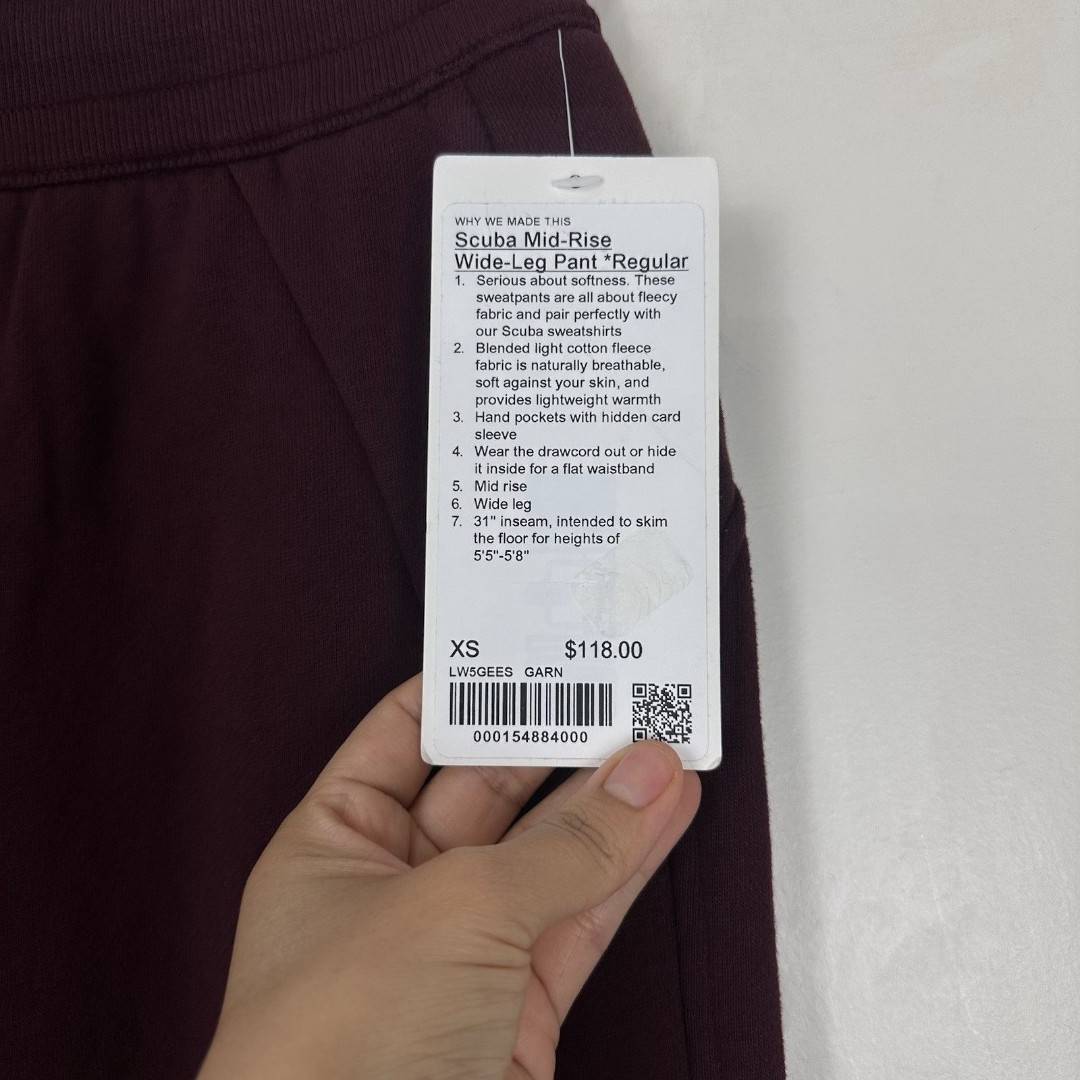 WHY WE MADE THIS
Scuba Mid-Rise
Wide-Leg Pant *Regular
1. Serious about softness. These
sweatpants are all about fleecy
fabric and pair perfectly with
our Scuba sweatshirts
2. Blended light cotton fleece
fabric is naturally breathable,
soft against your skin, and
provides lightweight warmth
3. Hand pockets with hidden card
sleeve
4. Wear the drawcord out or hide
it inside for a flat waistband
5. Mid rise
6. Wide leg
7. 31" inseam, intended to skim
the floor for heights of
5'5"-5'8"
XS $118.00
LW5GEES GARN
000154884000